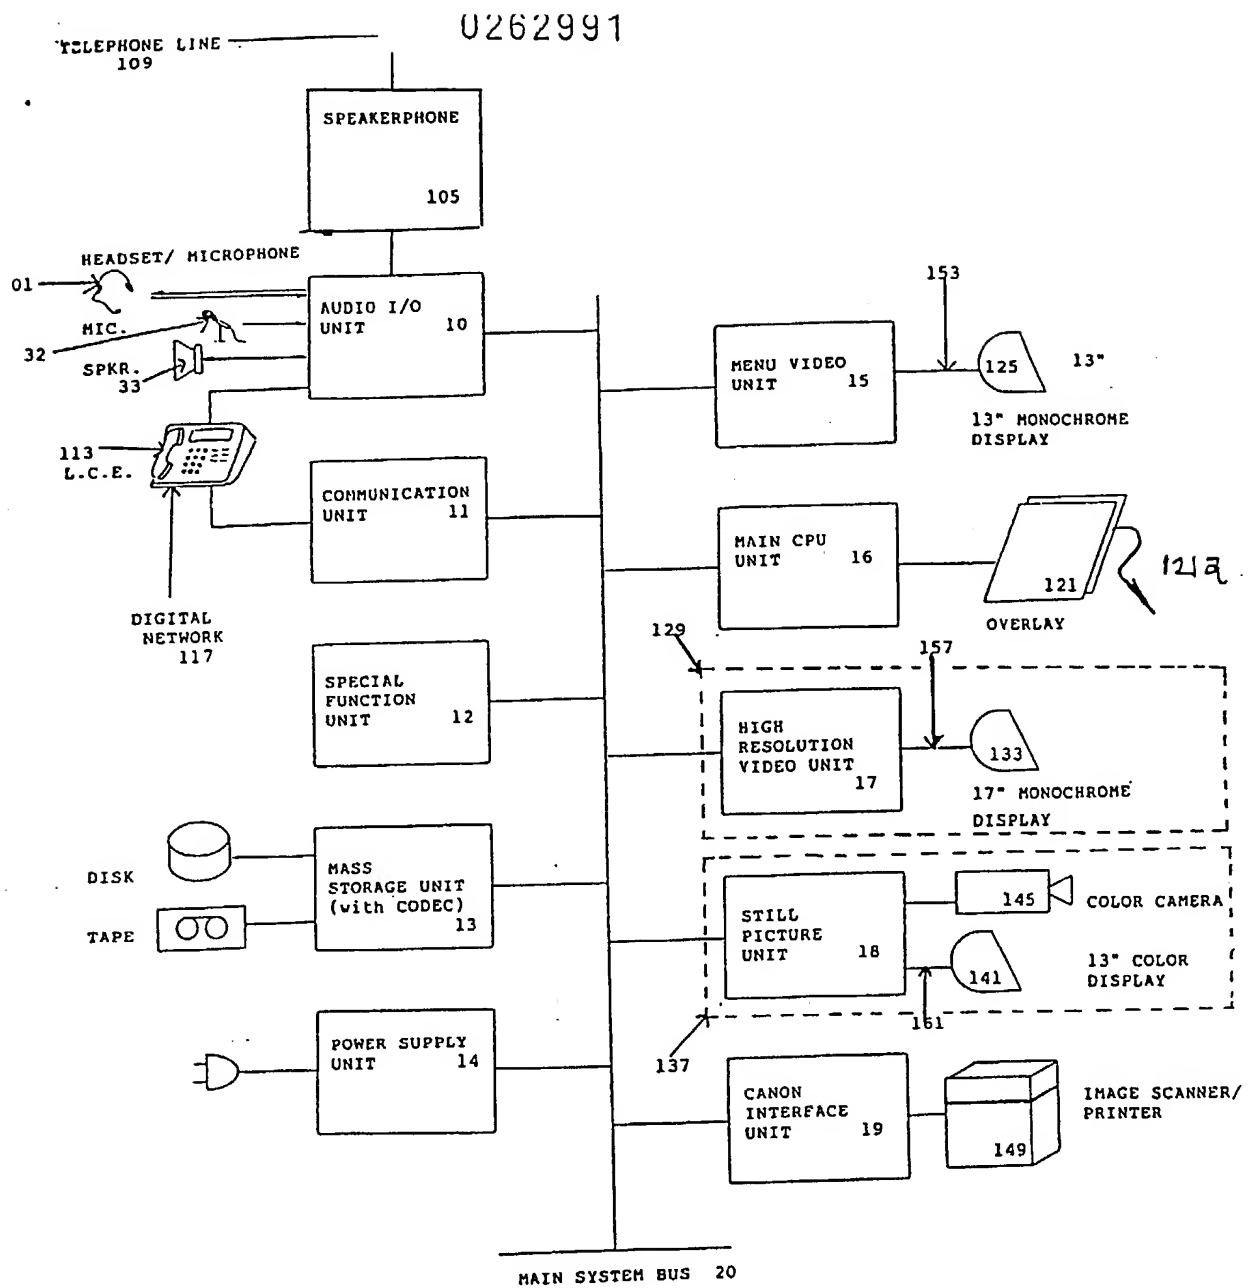 0262991
TELEPHONE LINE
109
SPEAKERPHONE
105
HEADSET/ MICROPHONE
01
MIC.
32
SPKR.
33
AUDIO I/O
UNIT 10
113
L.C.E.
COMMUNICATION
UNIT 11
DIGITAL
NETWORK
117
SPECIAL
FUNCTION
UNIT 12
DISK
TAPE
MASS
STORAGE UNIT
(with CODEC)
13
POWER SUPPLY
UNIT 14
153
MENU VIDEO
UNIT 15
125
13"
13" MONOCHROME
DISPLAY
MAIN CPU
UNIT 16
121
121a
OVERLAY
129
157
HIGH
RESOLUTION
VIDEO UNIT
17
133
17" MONOCHROME
DISPLAY
STILL
PICTURE
UNIT 18
145
COLOR CAMERA
141
13" COLOR
DISPLAY
161
137
CANON
INTERFACE
UNIT 19
149
IMAGE SCANNER/
PRINTER
MAIN SYSTEM BUS 20